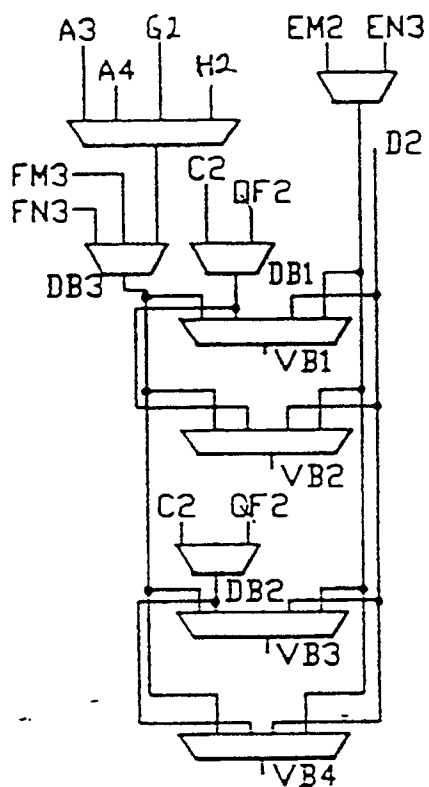 A3 G2 EM2 EN3
A4 H2
D2
C2
FM3
QF2
FN3
DB3 DB1
VB1
VB2
C2 QF2
DB2
VB3
VB4